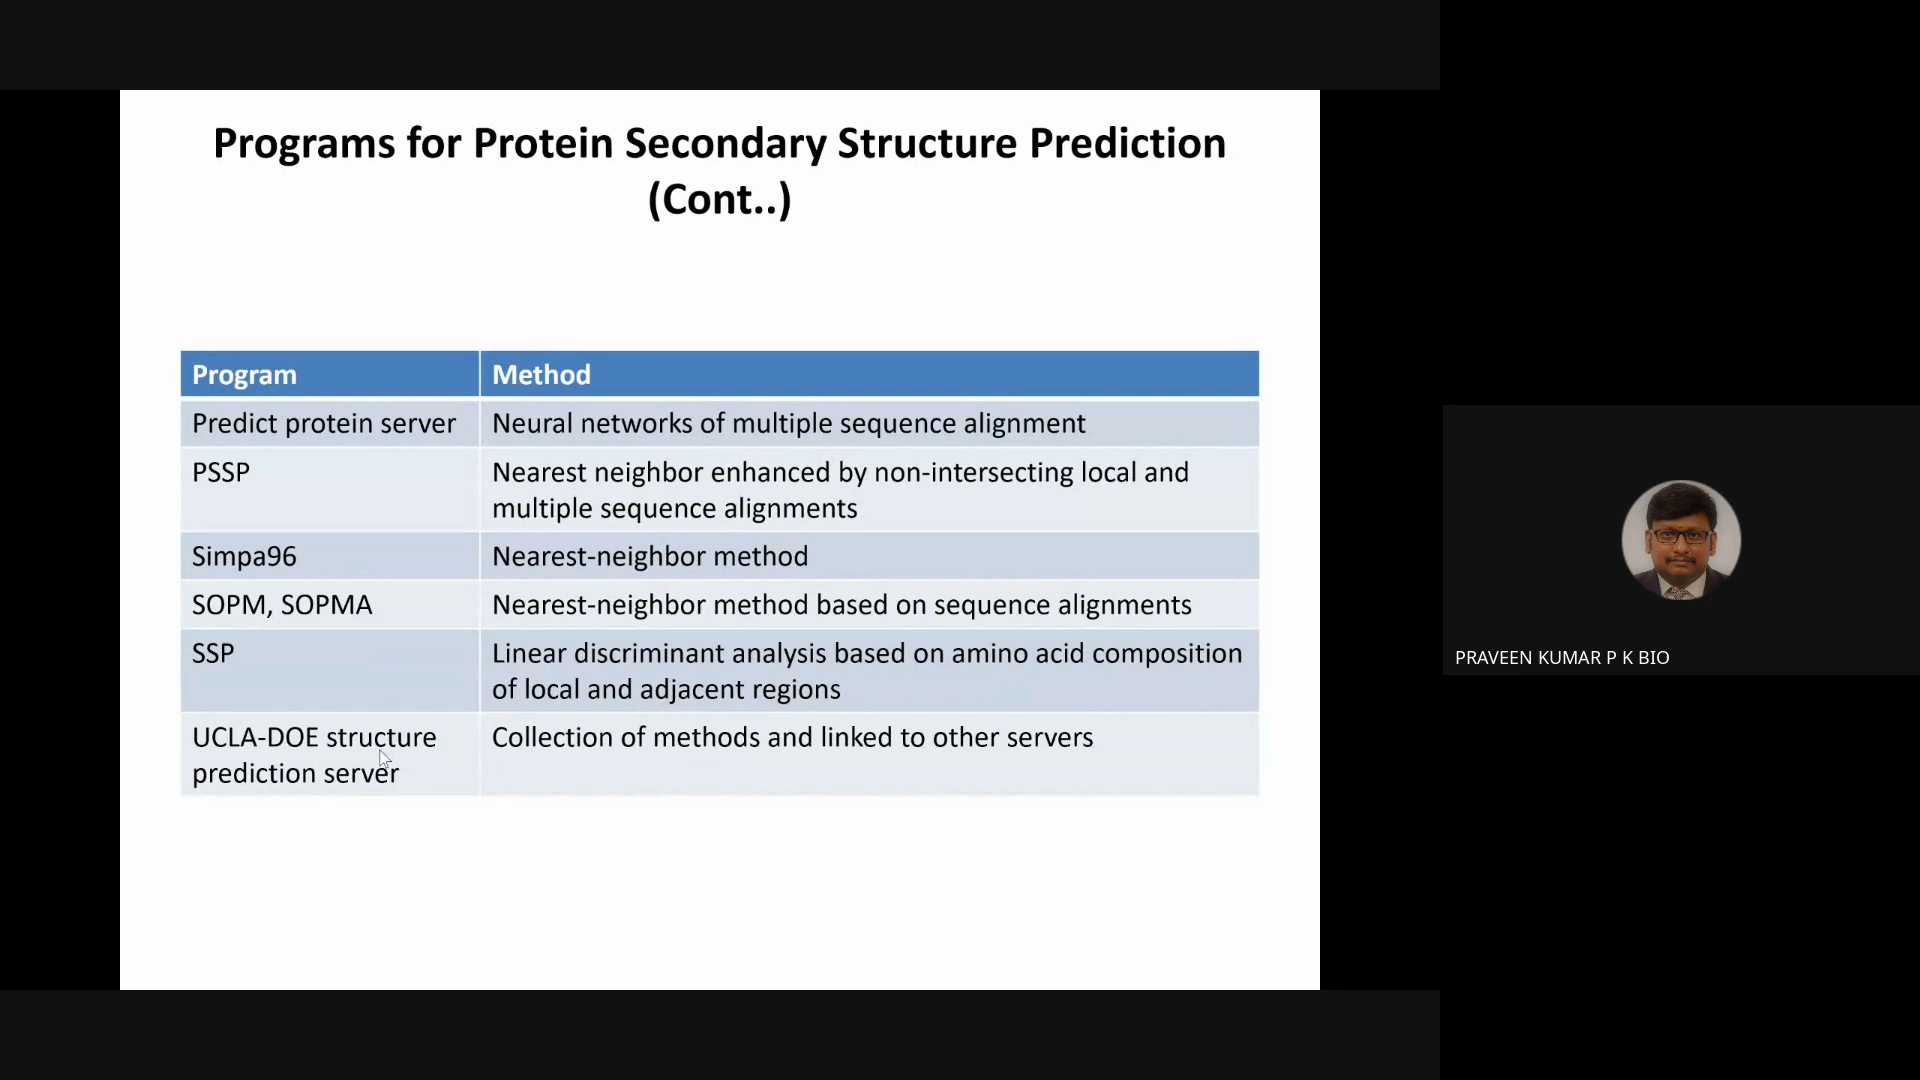 Programs for Protein Secondary Structure Prediction
(Cont..)
Program Method
Predict protein server Neural networks of multiple sequence alignment
PSSP Nearest neighbor enhanced by non-intersecting local and
multiple sequence alignments
Simpa96 Nearest-neighbor method
SOPM, SOPMA Nearest-neighbor method based on sequence alignments
SSP Linear discriminant analysis based on amino acid composition
of local and adjacent regions
UCLA-DOE structure Collection of methods and linked to other servers
prediction server
PRAVEEN KUMAR P K BIO